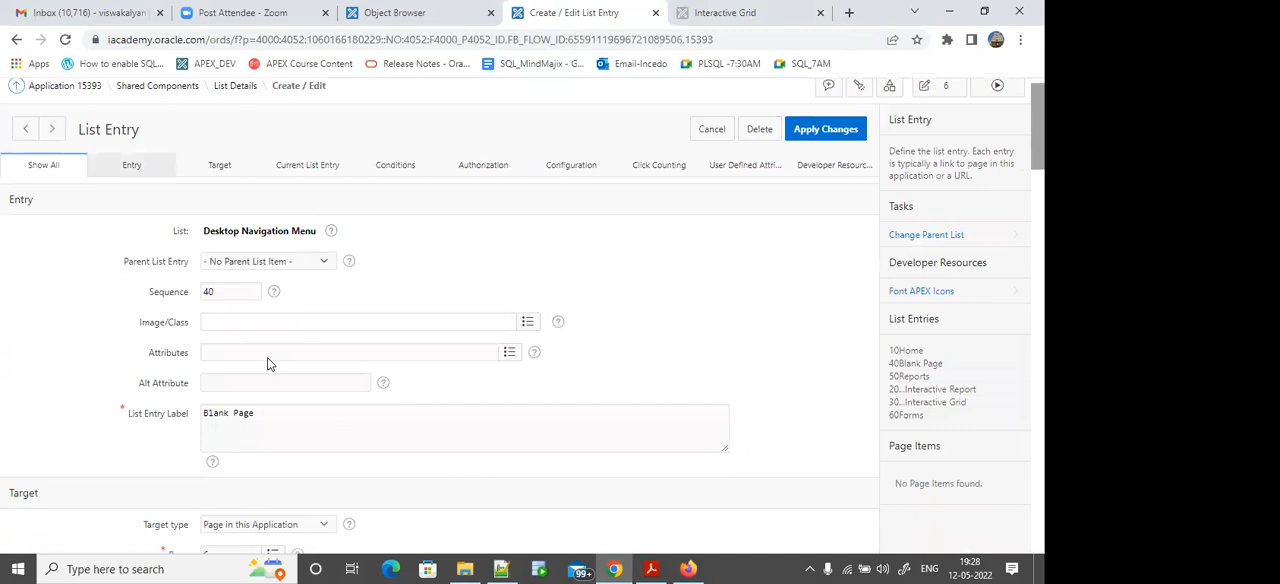 Inbox (10,716) - viswakalyan
Post Attendee - Zoom
Object Browser
Create / Edit List Entry
Interactive Grid
iacademy.oracle.com/ords/f?p=4000:4052:1060166180229::NO:4052:F4000_P4052_ID,FB_FLOW_ID:65591119696721089506,15393
Apps
How to enable SQL...
APEX_DEV
APEX Course Content
Release Notes - Ora...
SQL_MindMajix - G...
Email-Incedo
PLSQL -7:30AM
SQL_7AM
Application 15393
Shared Components
List Details
Create / Edit
6
List Entry
Cancel
Delete
Apply Changes
Show All
Entry
Target
Current List Entry
Conditions
Authorization
Configuration
Click Counting
User Defined Attri...
Developer Resourc...
Entry
List:
Desktop Navigation Menu
Parent List Entry
- No Parent List Item -
Sequence
40
Image/Class
Attributes
Alt Attribute
* List Entry Label
Blank Page
Target
Target type
Page in this Application
List Entry
Define the list entry. Each entry
is typically a link to page in this
application or a URL.
Tasks
Change Parent List
Developer Resources
Font APEX Icons
List Entries
10Home
40Blank Page
50Reports
20...Interactive Report
30...Interactive Grid
60Forms
Page Items
No Page Items found.
Type here to search
99+
ENG
19:28
12-05-2022